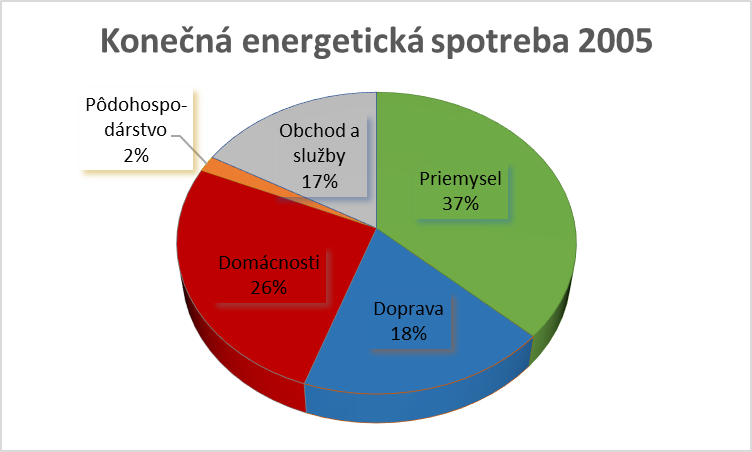 Konečná energetická spotreba 2005
Pôdohospo-
dárstvo
2%
Obchod a
služby
17%
Priemysel
37%
Domácnosti
26%
Doprava
18%